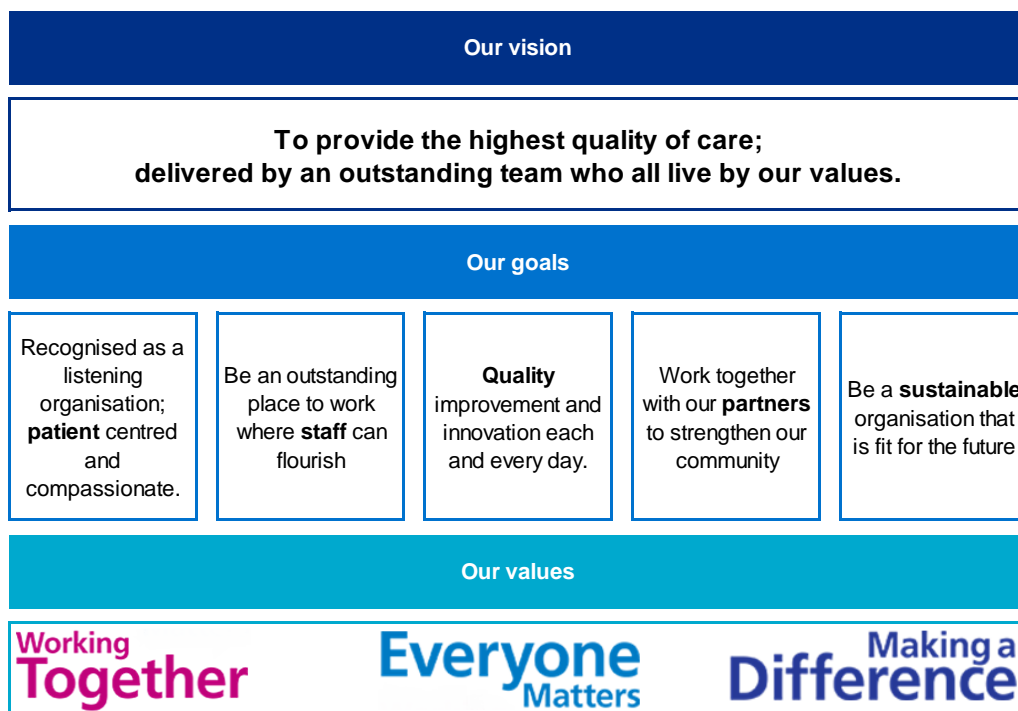 Our vision
To provide the highest quality of care;
delivered by an outstanding team who all live by our values.
Our goals
Recognised as a
listening
organisation;
patient centred
and
compassionate.
Be an outstanding
place to work
where staff can
flourish
Quality
improvement and
innovation each
and every day.
Work together
with our partners
to strengthen our
community
Be a sustainable
organisation that
is fit for the future
Our values
Working
Together
Everyone
Matters
Making a
Difference